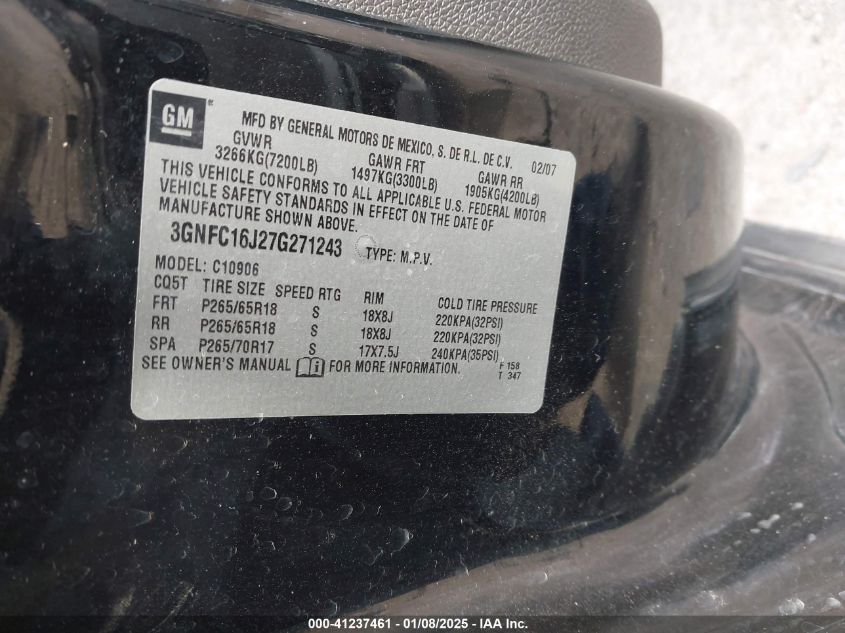 GM
MFD BY GENERAL MOTORS DE MEXICO, S. DE R.L. DE C.V. 02/07
GVWR GAWR FRT GAWR RR
3266KG(7200LB) 1497KG(3300LB) 1905KG(4200LB)
THIS VEHICLE CONFORMS TO ALL APPLICABLE U.S. FEDERAL MOTOR
VEHICLE SAFETY STANDARDS IN EFFECT ON THE DATE OF
MANUFACTURE SHOWN ABOVE.
3GNFC16J27G271243 TYPE: M.P.V.
MODEL: C10906
CQ5T TIRE SIZE SPEED RTG RIM COLD TIRE PRESSURE
FRT P265/65R18 S 18X8J 220KPA(32PSI)
RR P265/65R18 S 18X8J 220KPA(32PSI)
SPA P265/70R17 S 17X7.5J 240KPA(35PSI)
SEE OWNER'S MANUAL FOR MORE INFORMATION.
F 158
T 347
000-41237461 - 01/08/2025 - IAA Inc.